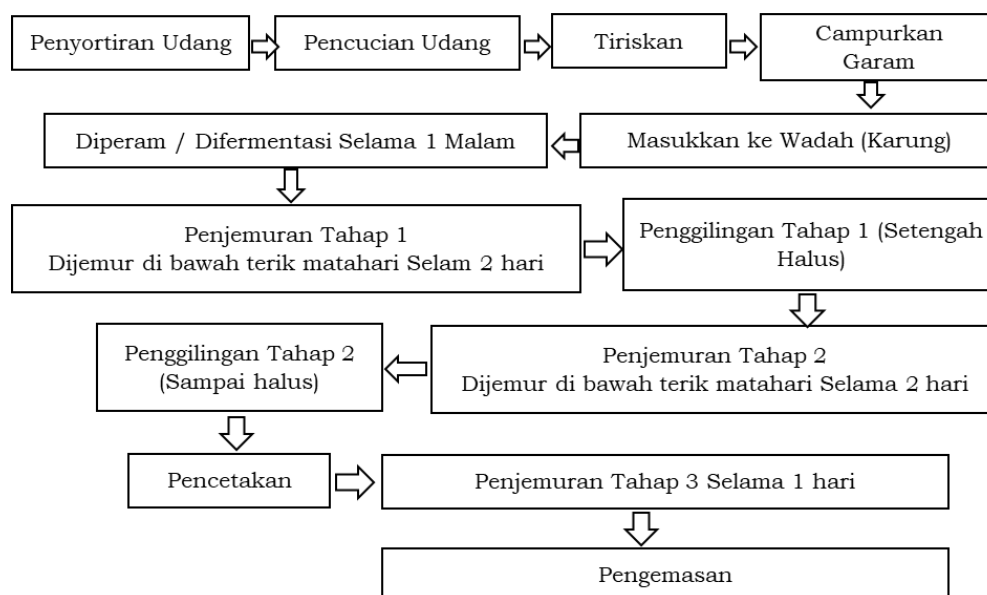 Penyortiran Udang
Pencucian Udang
Tiriskan
Campurkan
Garam
Masukkan ke Wadah (Karung)
Diperam / Difermentasi Selama 1 Malam
Penjemuran Tahap 1
Dijemur di bawah terik matahari Selam 2 hari
Penggilingan Tahap 1 (Setengah
Halus)
Penjemuran Tahap 2
Dijemur di bawah terik matahari Selama 2 hari
Penggilingan Tahap 2
(Sampai halus)
Pencetakan
Penjemuran Tahap 3 Selama 1 hari
Pengemasan